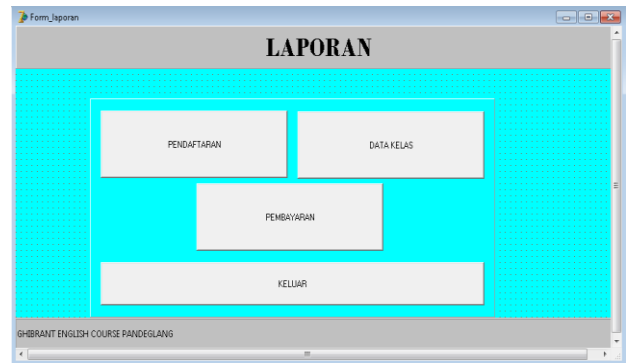 Form_laporan
LAPORAN
PENDAFTARAN
DATA KELAS
PEMBAYARAN
KELUAR
GHIBRANT ENGLISH COURSE PANDEGLANG